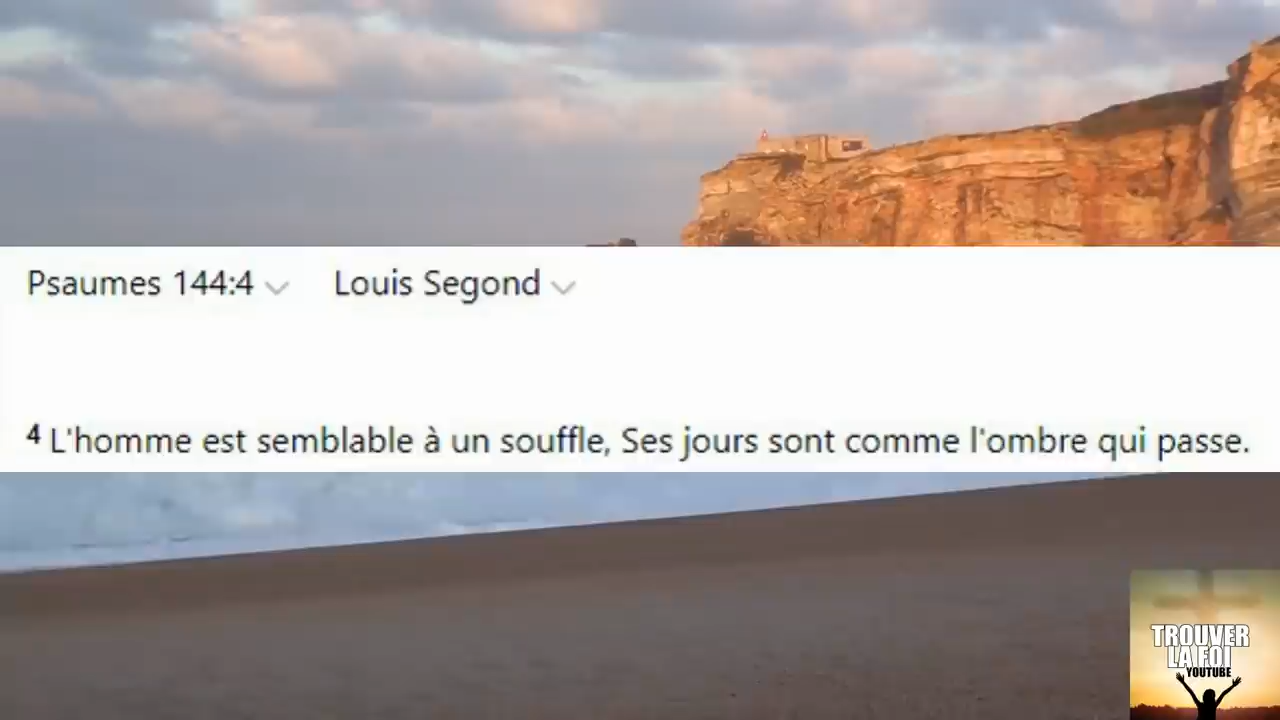 Psaumes 144:4 Louis Segond
4 L'homme est semblable à un souffle, Ses jours sont comme l'ombre qui passe.
TROUVER
LA FOI
YOUTUBE